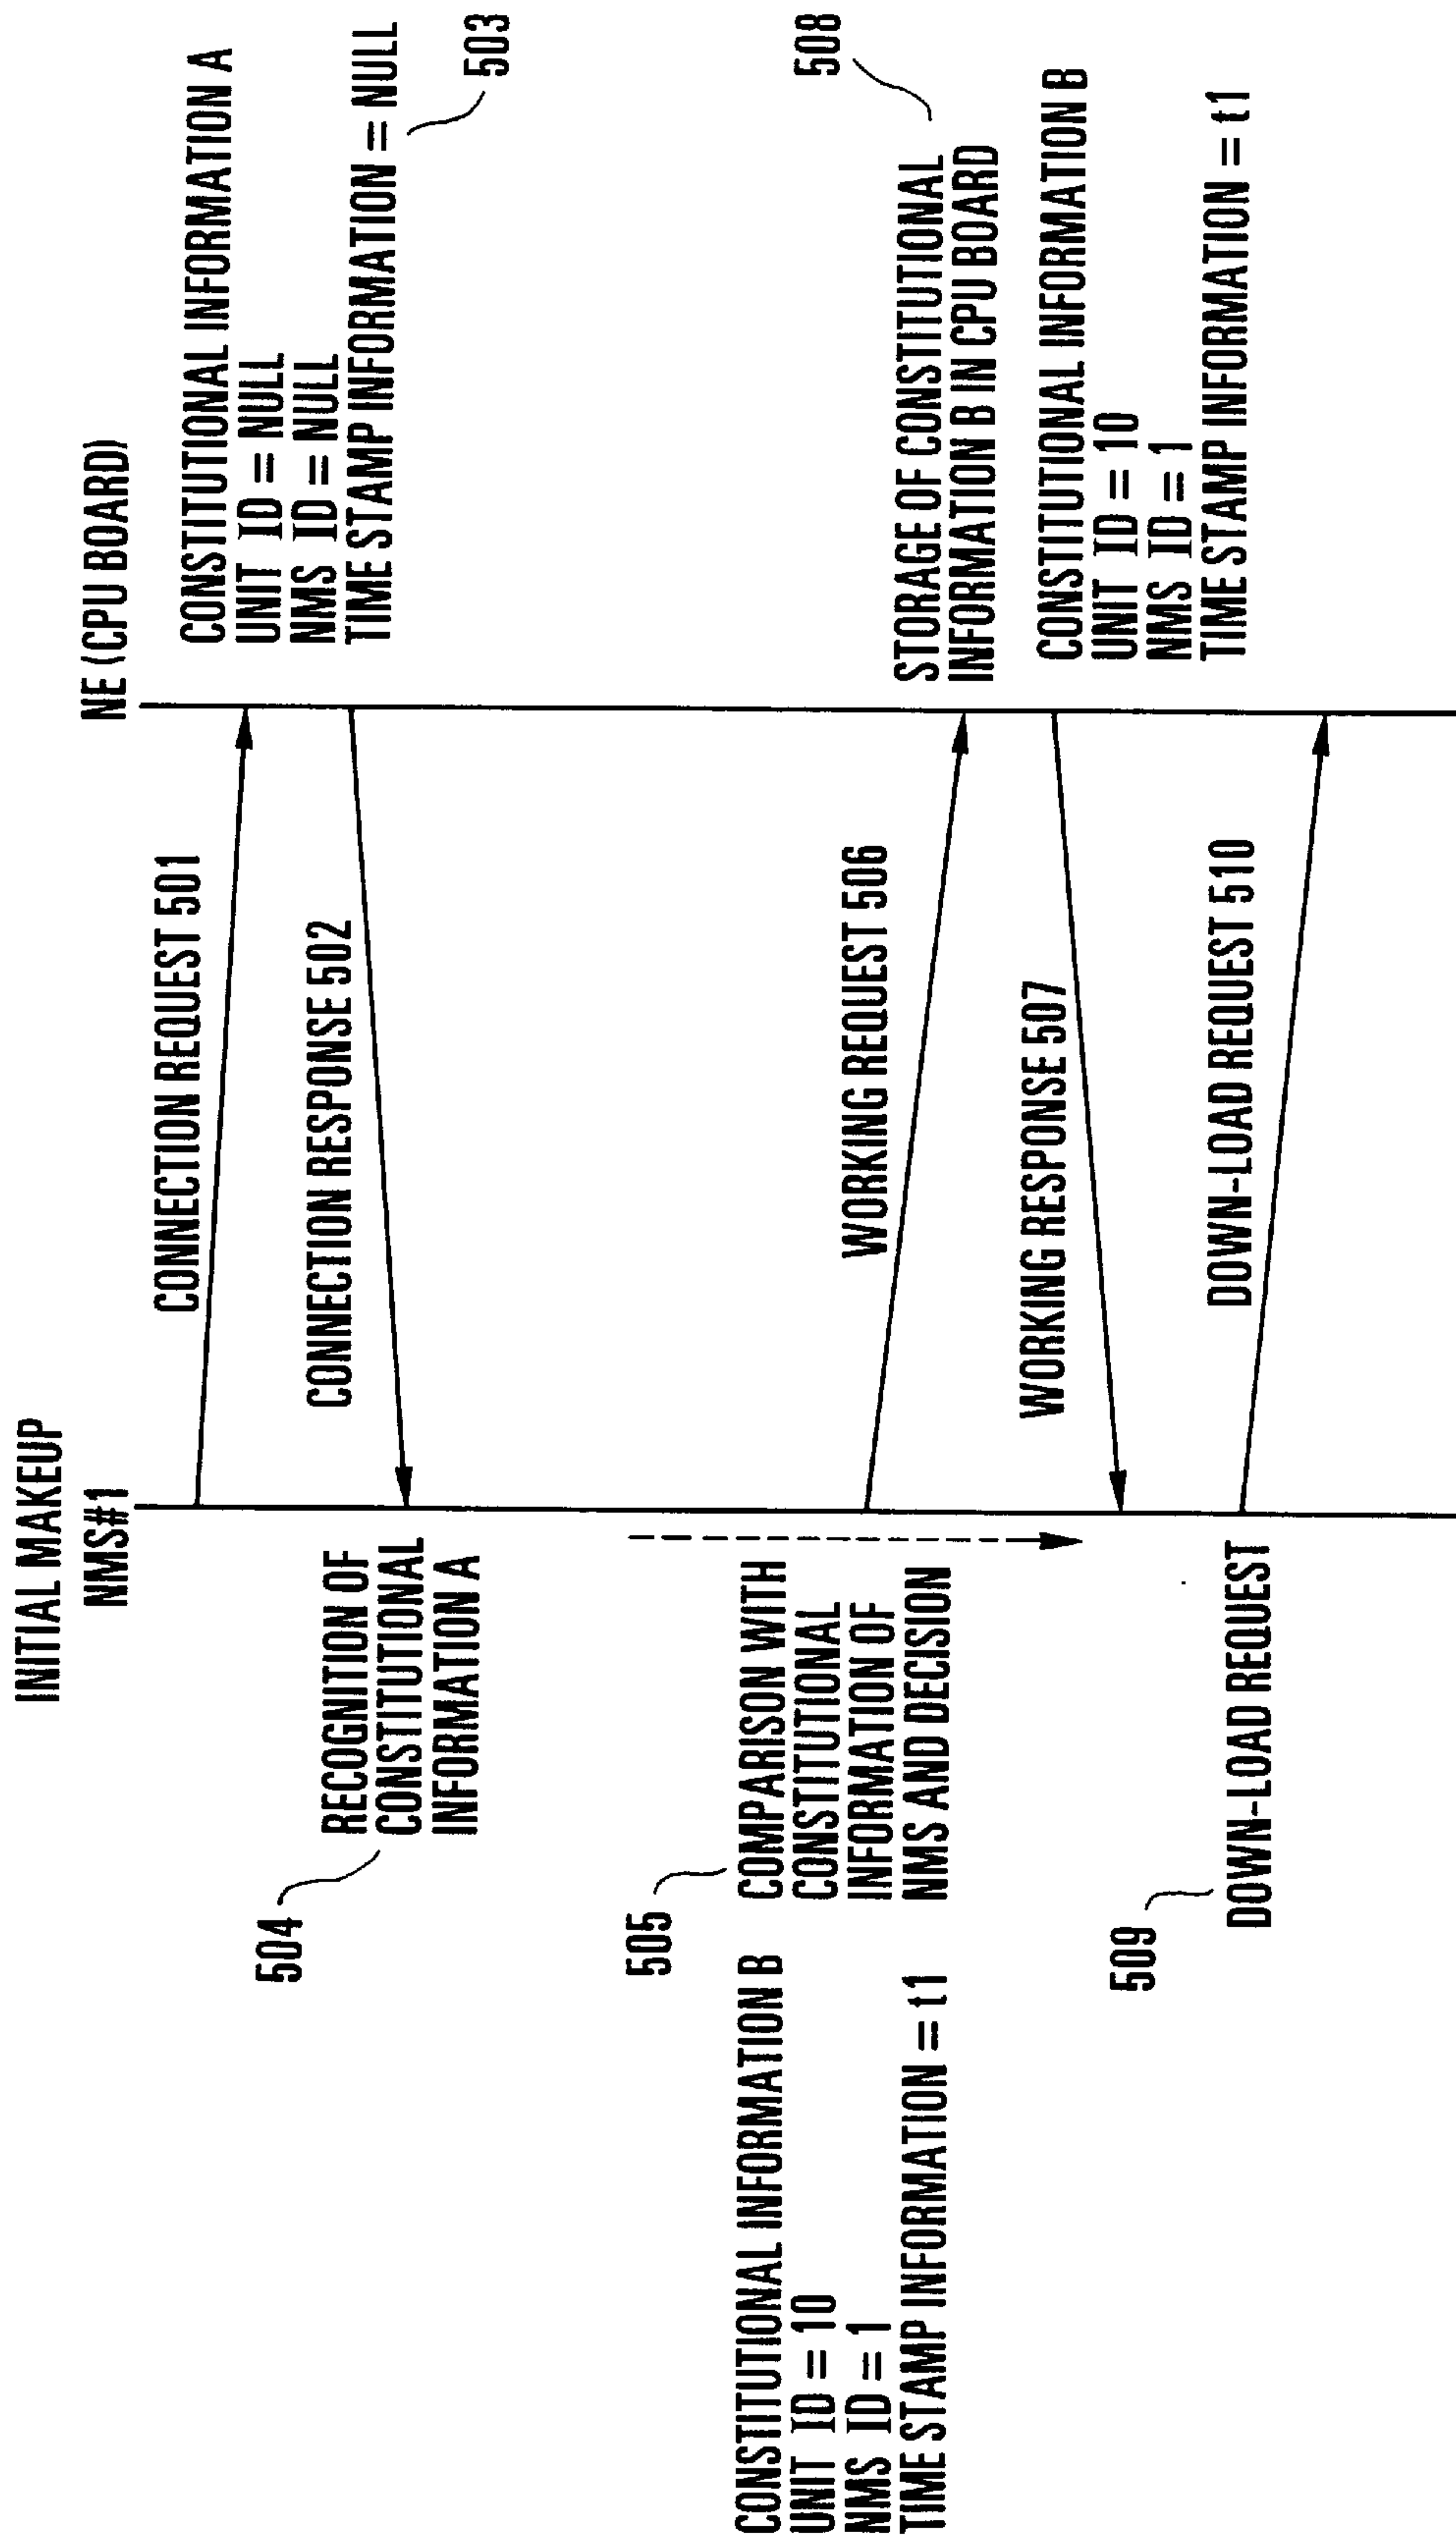 INITIAL MAKEUP
NMS#1
NE (CPU BOARD)
CONNECTION REQUEST 501
CONSTITUTIONAL INFORMATION A
UNIT ID = NULL
NMS ID = NULL
TIME STAMP INFORMATION = NULL
503
CONNECTION RESPONSE 502
504
RECOGNITION OF
CONSTITUTIONAL
INFORMATION A
505
CONSTITUTIONAL INFORMATION B
UNIT ID = 10
NMS ID = 1
TIME STAMP INFORMATION = t1
COMPARISON WITH
CONSTITUTIONAL
INFORMATION OF
NMS AND DECISION
WORKING REQUEST 506
508
STORAGE OF CONSTITUTIONAL
INFORMATION B IN CPU BOARD
CONSTITUTIONAL INFORMATION B
UNIT ID = 10
NMS ID = 1
TIME STAMP INFORMATION = t1
WORKING RESPONSE 507
509
DOWN-LOAD REQUEST
DOWN-LOAD REQUEST 510